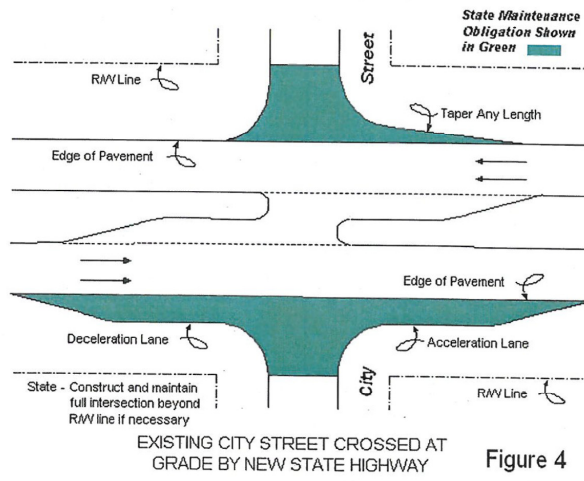 State Maintenance
Obligation Shown
in Green
Street
R/W Line
Taper Any Length
Edge of Pavement
Edge of Pavement
Deceleration Lane
Acceleration Lane
City
State - Construct and maintain
full intersection beyond
R/W line if necessary
R/W Line
EXISTING CITY STREET CROSSED AT
GRADE BY NEW STATE HIGHWAY
Figure 4